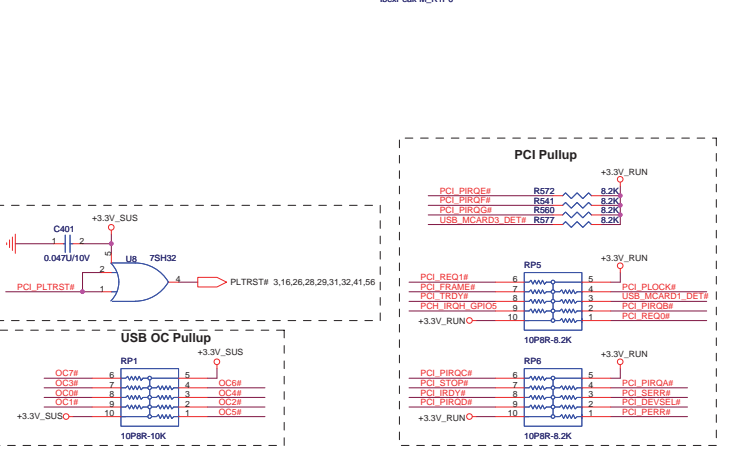 PCI Pullup
+3.3V_RUN
PCI_PIRQE# R572 8.2K
PCI_PIRQF# R541 8.2K
PCI_PIRQG# R560 8.2K
USB_MCARD3_DET# R577 8.2K
+3.3V_SUS
C401
1 2
0.047U/10V
5
U8 7SH32
2
PCI_PLTRST# 1
4 PLTRST# 3,16,26,28,29,31,32,41,56
+3.3V_RUN
RP5
PCI_REQ1# 6 5
PCI_FRAME# 7 4 PCI_PLOCK#
PCI_TRDY# 8 3 USB_MCARD1_DET#
PCH_IRQH_GPIO5 9 2 PCI_PIRQB#
+3.3V_RUN 10 1 PCI_REQ0#
10P8R-8.2K
USB OC Pullup
+3.3V_SUS
RP1
OC7# 6 5
OC3# 7 4 OC6#
OC0# 8 3 OC4#
OC1# 9 2 OC2#
+3.3V_SUS 10 1 OC5#
10P8R-10K
+3.3V_RUN
RP6
PCI_PIRQC# 6 5
PCI_STOP# 7 4 PCI_PIRQA#
PCI_IRDY# 8 3 PCI_SERR#
PCI_PIRQD# 9 2 PCI_DEVSEL#
+3.3V_RUN 10 1 PCI_PERR#
10P8R-8.2K